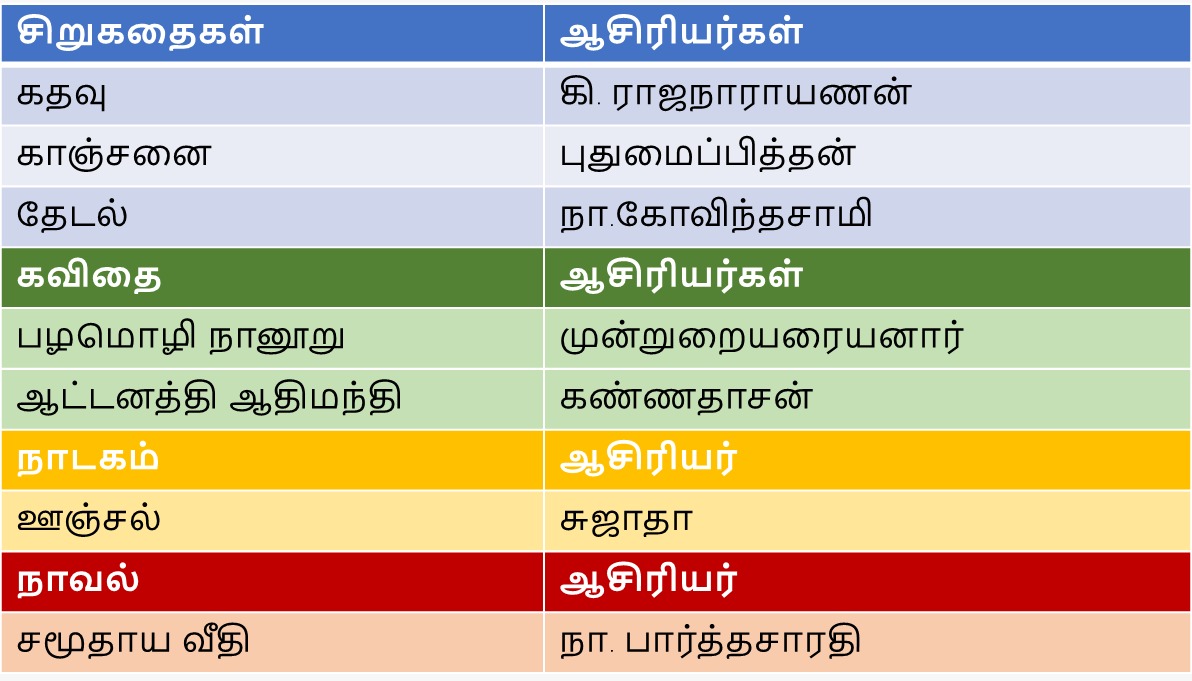 சிறுகதைகள் ஆசிரியர்கள்
கதவு கி. ராஜநாராயணன்
காஞ்சனை புதுமைப்பித்தன்
தேடல் நா.கோவிந்தசாமி
கவிதை ஆசிரியர்கள்
பழமொழி நானூறு முன்றுறையரையனார்
ஆட்டனத்தி ஆதிமந்தி கண்ணதாசன்
நாடகம் ஆசிரியர்
ஊஞ்சல் சுஜாதா
நாவல் ஆசிரியர்
சமூதாய வீதி நா. பார்த்தசாரதி